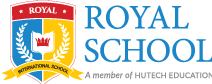 ROYAL
INTERNATIONAL SCHOOL
ROYAL
SCHOOL
A member of HUTECH EDUCATION